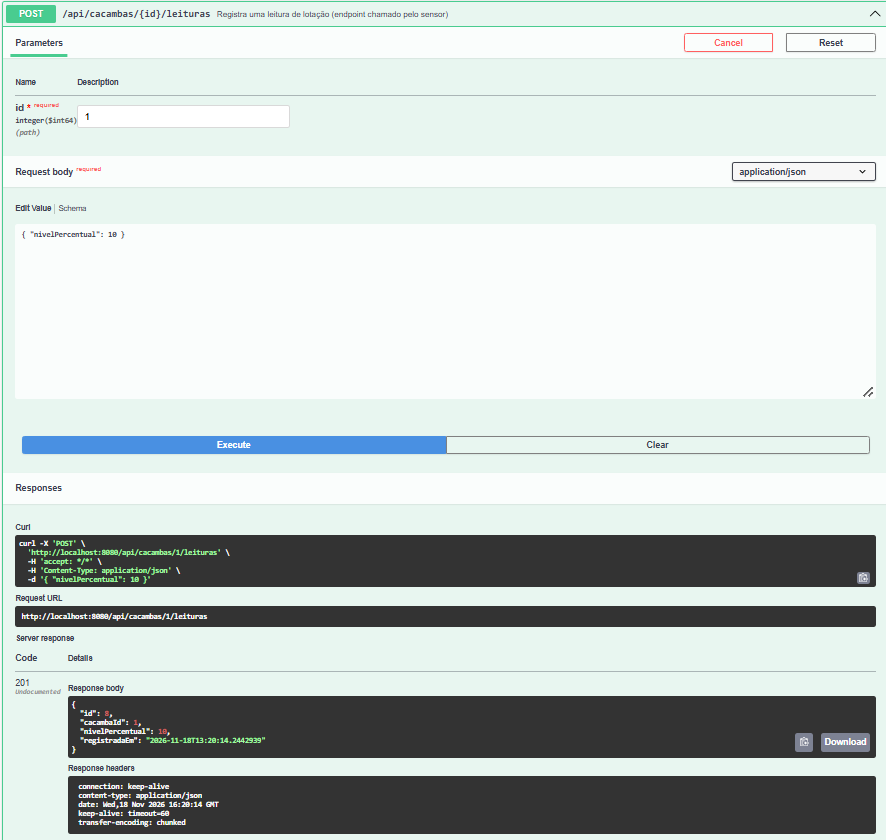 POST /api/cacambas/{id}/leituras Registra uma leitura de lotação (endpoint chamado pelo sensor)
Parameters
Cancel
Reset
Name Description
id * required
integer($int64)
(path)
1
Request body required
application/json
Edit Value | Schema
{ "nivelPercentual": 10 }
Execute
Clear
Responses
Curl
curl -X 'POST' \
'http://localhost:8080/api/cacambas/1/leituras' \
-H 'accept: */*' \
-H 'Content-Type: application/json' \
-d '{ "nivelPercentual": 10 }'
Request URL
http://localhost:8080/api/cacambas/1/leituras
Server response
Code Details
201
Undocumented
Response body
{
"id": 8,
"cacambaId": 1,
"nivelPercentual": 10,
"registradaEm": "2026-11-18T13:20:14.2442939"
}
Download
Response headers
connection: keep-alive
content-type: application/json
date: Wed,18 Nov 2026 16:20:14 GMT
keep-alive: timeout=60
transfer-encoding: chunked